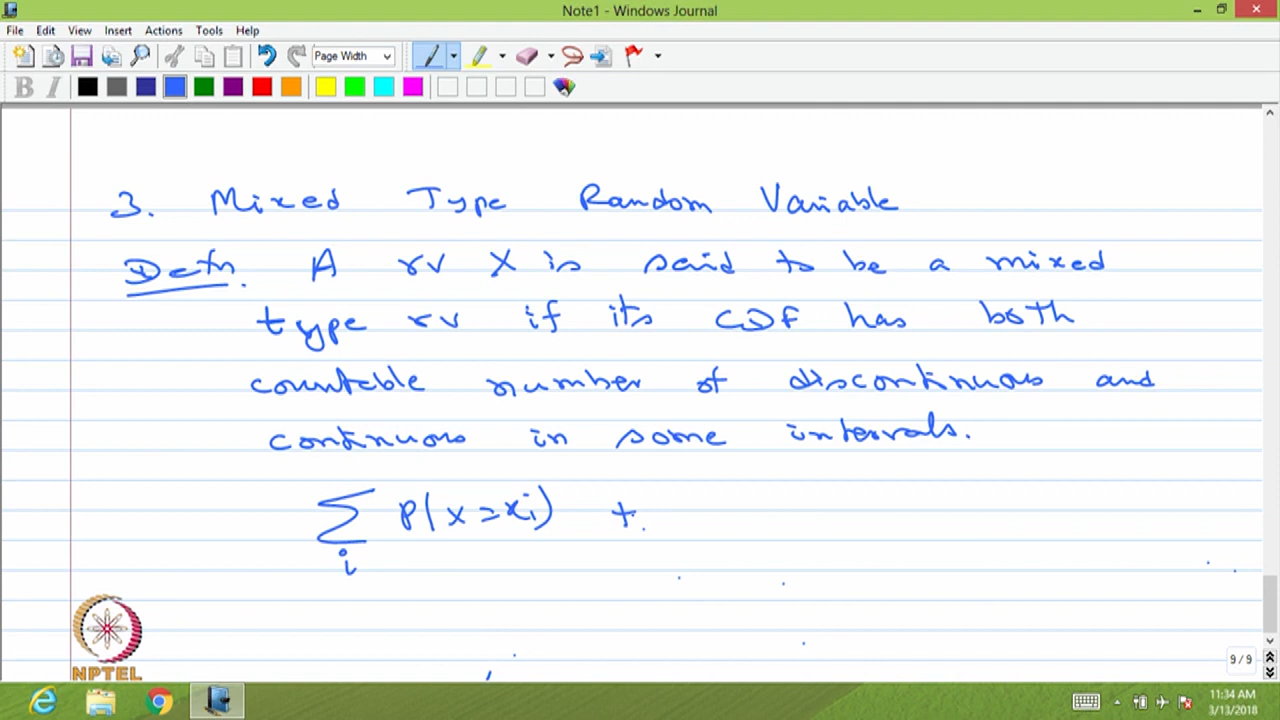 Note1 - Windows Journal
File Edit View Insert Actions Tools Help
Page Width
B I
3. Mixed Type Random Variable
Defn. A rv X is said to be a mixed
type rv if its CDF has both
countable number of discontinuous and
continuous in some intervals.
∑ P(X=xi) +
i
NPTEL
9/9
11:34 AM
3/13/2018